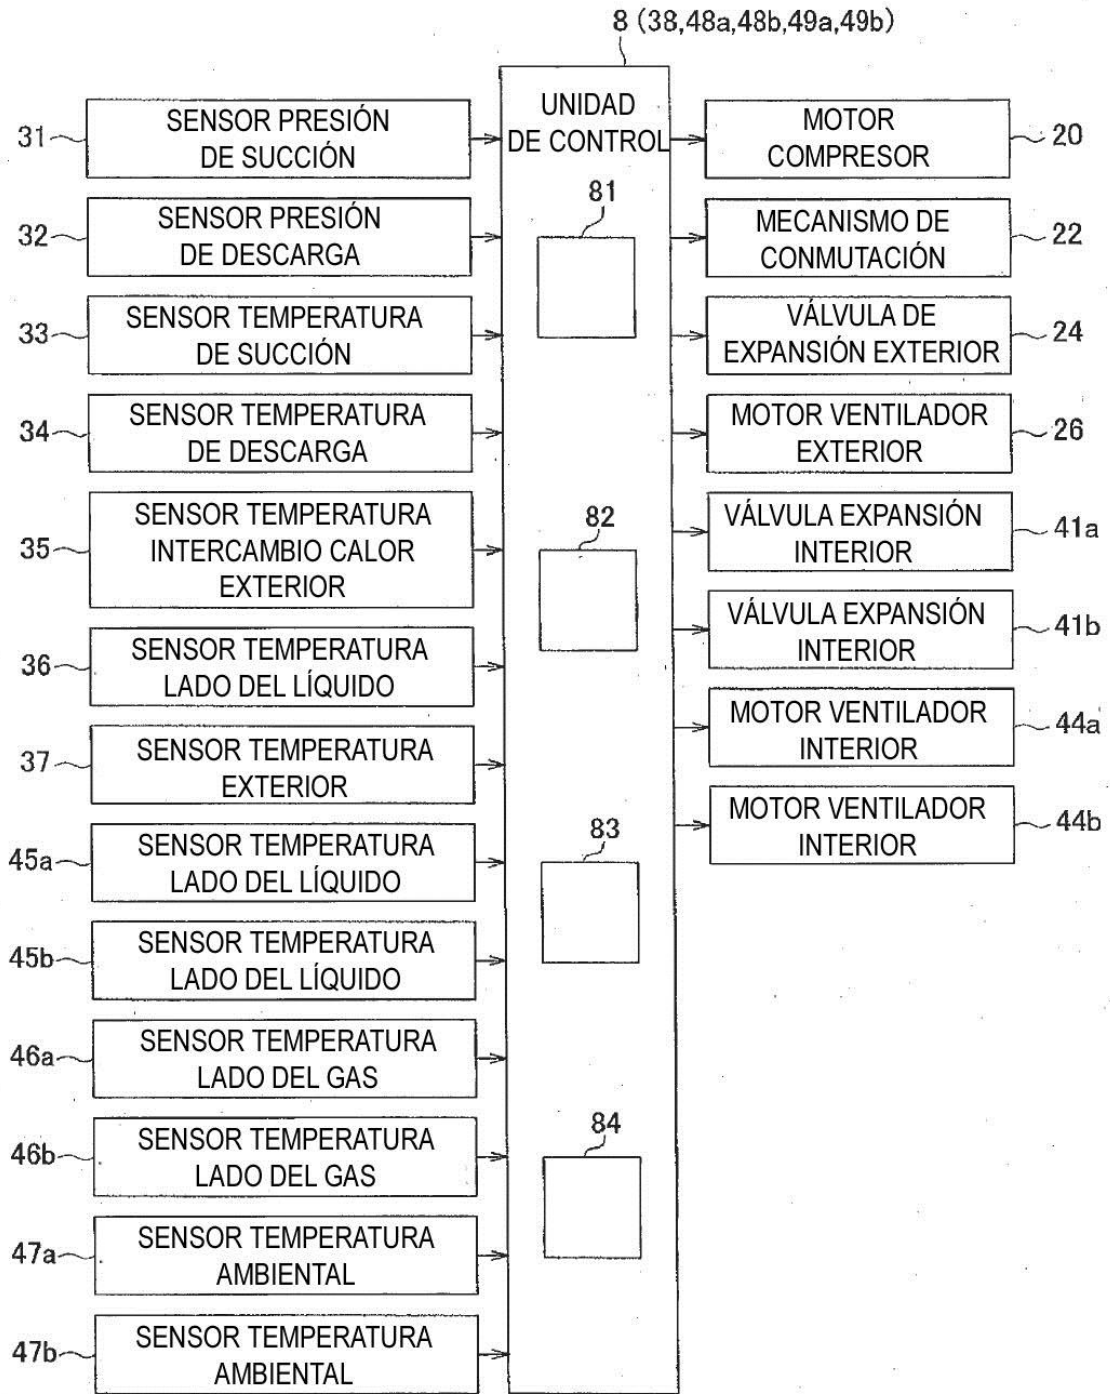 8 (38,48a,48b,49a,49b)
UNIDAD
DE CONTROL
81
82
83
84
31
SENSOR PRESIÓN
DE SUCCIÓN
32
SENSOR PRESIÓN
DE DESCARGA
33
SENSOR TEMPERATURA
DE SUCCIÓN
34
SENSOR TEMPERATURA
DE DESCARGA
35
SENSOR TEMPERATURA
INTERCAMBIO CALOR
EXTERIOR
36
SENSOR TEMPERATURA
LADO DEL LÍQUIDO
37
SENSOR TEMPERATURA
EXTERIOR
45a
SENSOR TEMPERATURA
LADO DEL LÍQUIDO
45b
SENSOR TEMPERATURA
LADO DEL LÍQUIDO
46a
SENSOR TEMPERATURA
LADO DEL GAS
46b
SENSOR TEMPERATURA
LADO DEL GAS
47a
SENSOR TEMPERATURA
AMBIENTAL
47b
SENSOR TEMPERATURA
AMBIENTAL
MOTOR
COMPRESOR
20
MECANISMO DE
CONMUTACIÓN
22
VÁLVULA DE
EXPANSIÓN EXTERIOR
24
MOTOR VENTILADOR
EXTERIOR
26
VÁLVULA EXPANSIÓN
INTERIOR
41a
VÁLVULA EXPANSIÓN
INTERIOR
41b
MOTOR VENTILADOR
INTERIOR
44a
MOTOR VENTILADOR
INTERIOR
44b